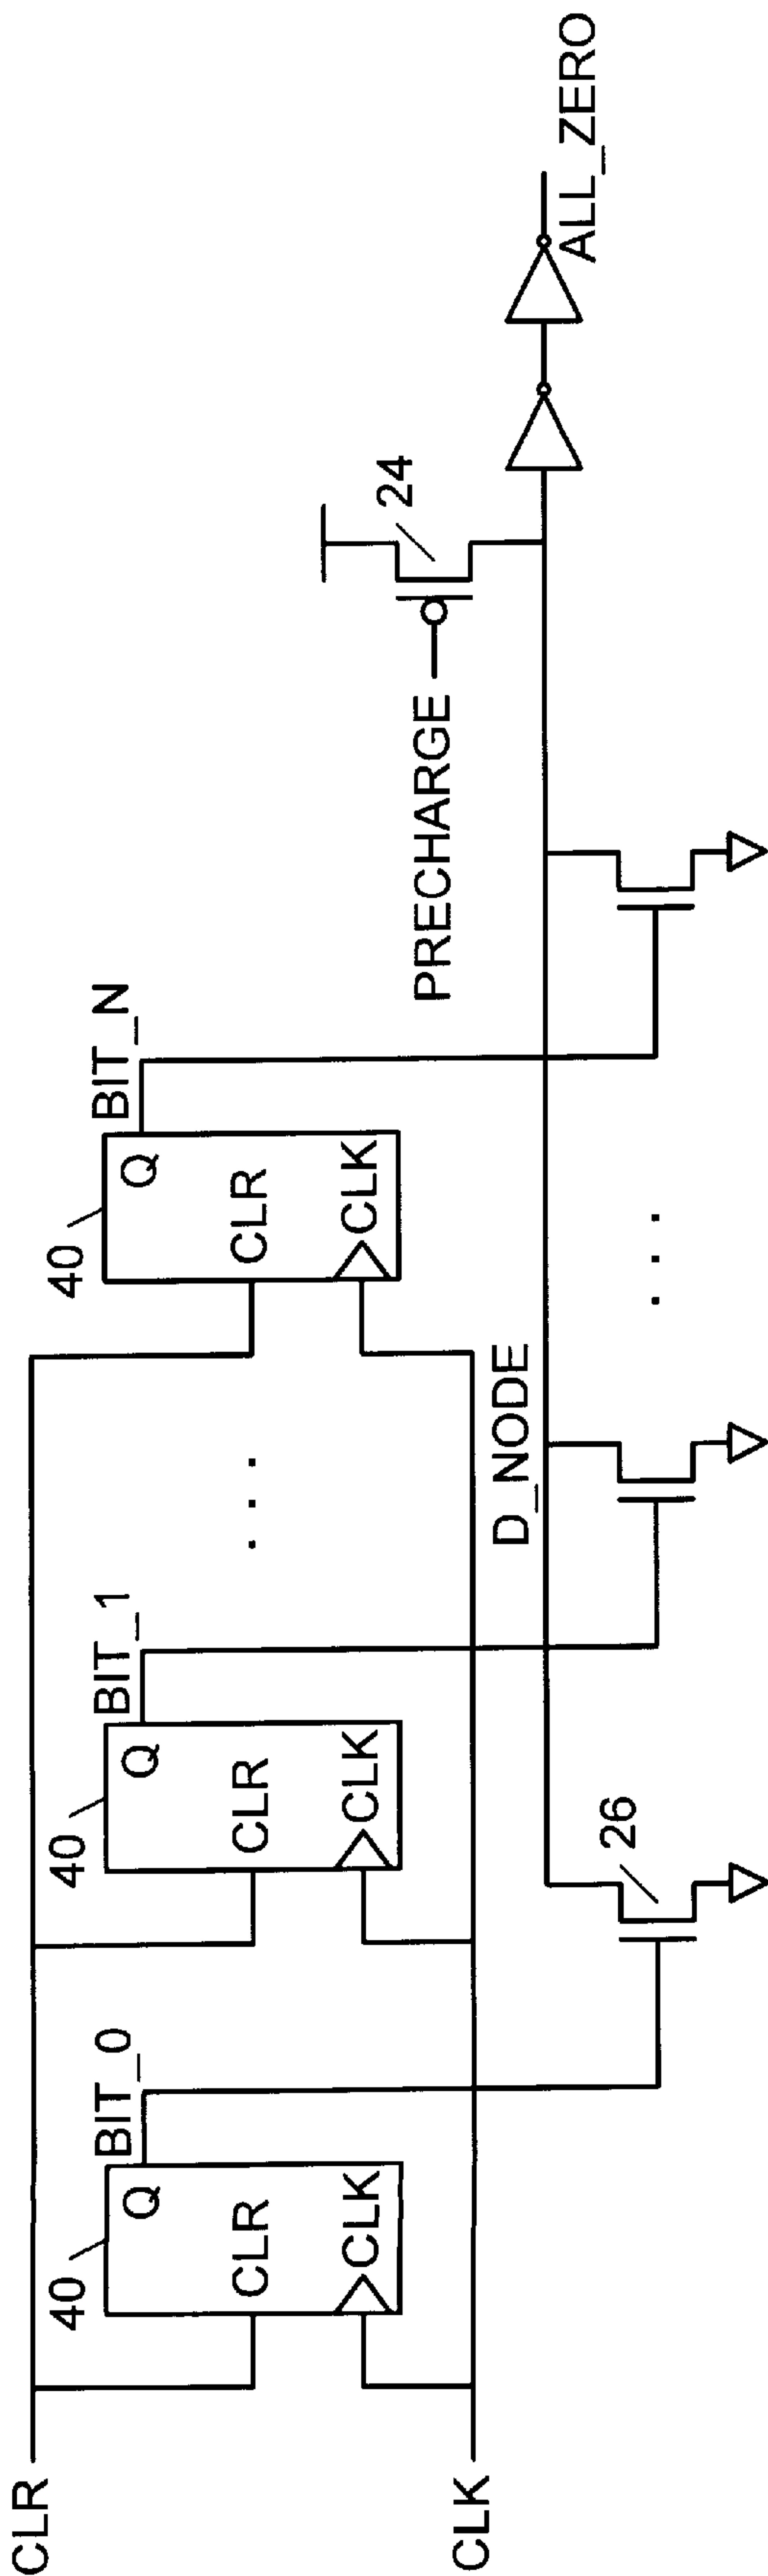 CLR
CLK
40
BIT_0
Q
CLR
CLK
40
BIT_1
Q
CLR
CLK
. . .
40
BIT_N
Q
CLR
CLK
D_NODE
26
. . .
PRECHARGE
24
ALL_ZERO